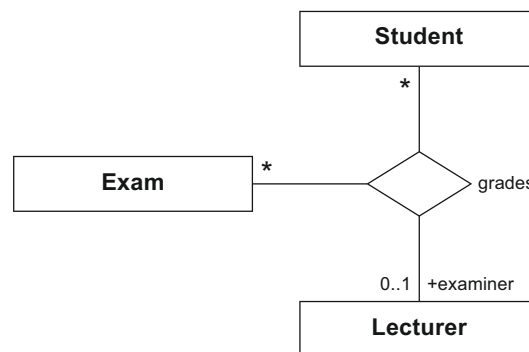 Student
*
Exam
*
grades
0..1 +examiner
Lecturer